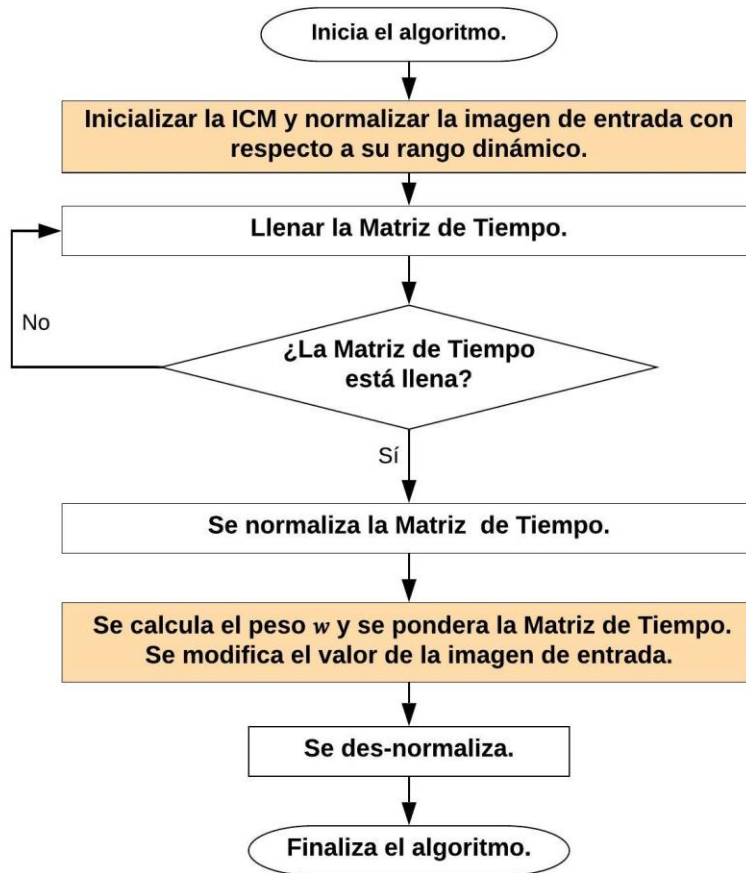 Inicia el algoritmo.
Inicializar la ICM y normalizar la imagen de entrada con
respecto a su rango dinámico.
Llenar la Matriz de Tiempo.
No
¿La Matriz de Tiempo
está llena?
Sí
Se normaliza la Matriz de Tiempo.
Se calcula el peso w y se pondera la Matriz de Tiempo.
Se modifica el valor de la imagen de entrada.
Se des-normaliza.
Finaliza el algoritmo.